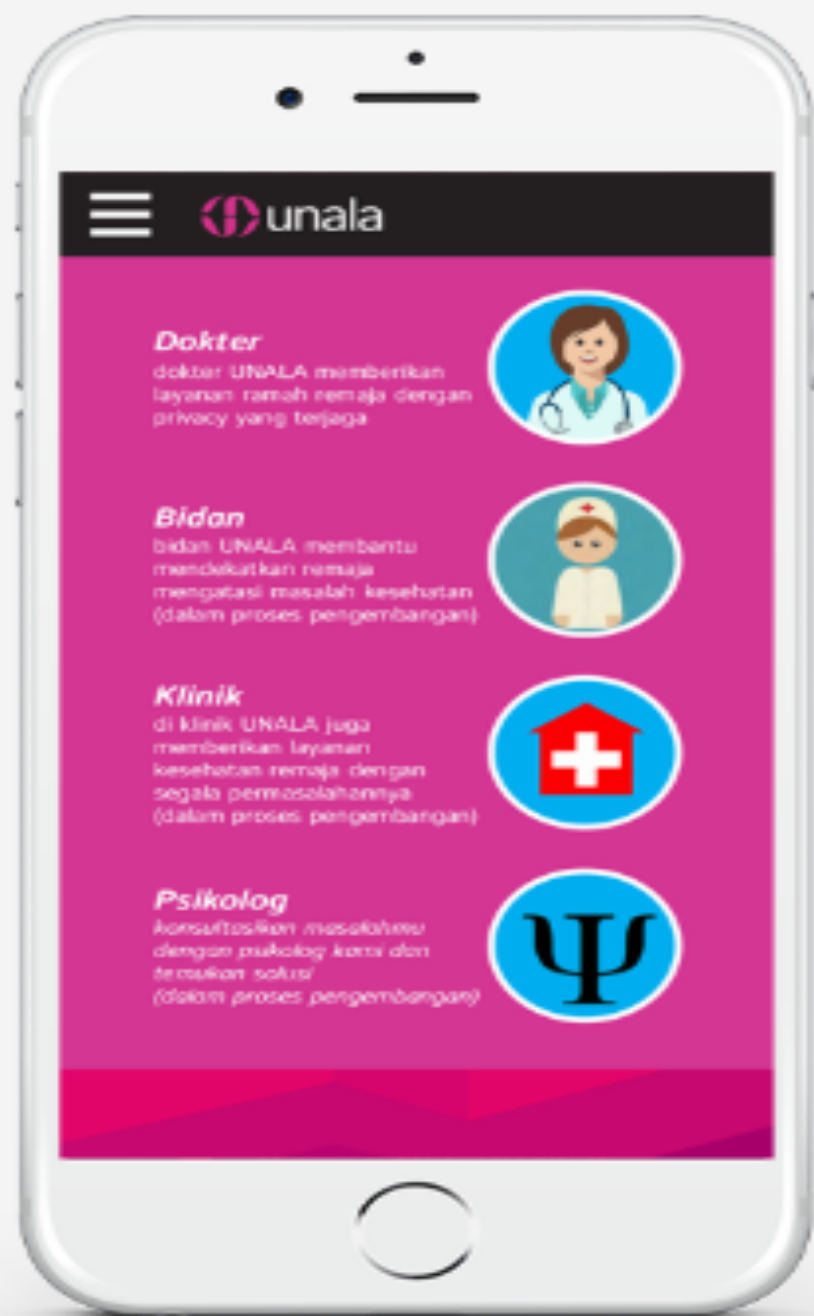 unala
Dokter
dokter UNALA memberikan
layanan ramah remaja dengan
privacy yang terjaga
Bidan
bidan UNALA membantu
mendekatkan remaja
mengatasi masalah kesehatan
(dalam proses pengembangan)
Klinik
di klinik UNALA juga
memberikan layanan
kesehatan remaja dengan
segala permasalahannya
(dalam proses pengembangan)
Psikolog
konsultasikan masalahmu
dengan psikolog kami dan
temukan solusi
(dalam proses pengembangan)
Ψ